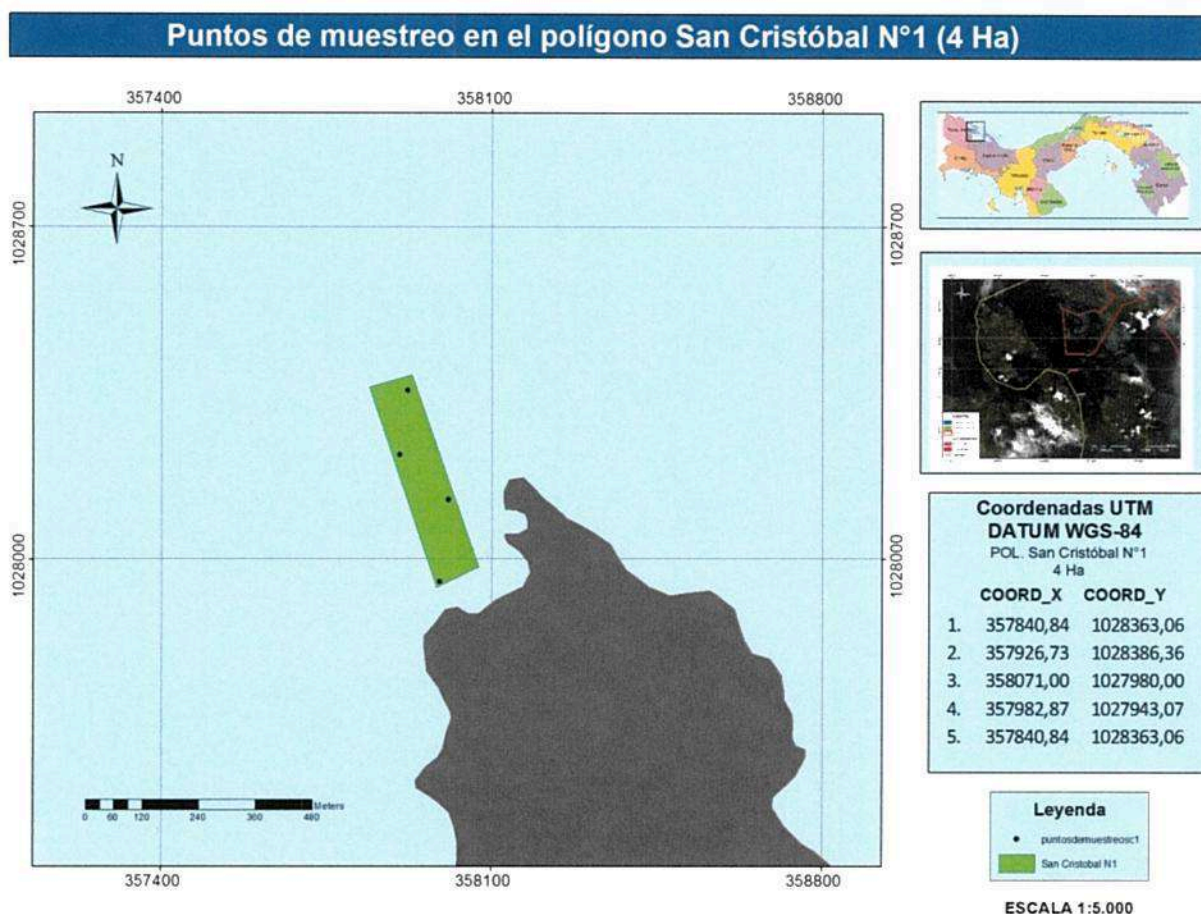 Puntos de muestreo en el polígono San Cristóbal N°1 (4 Ha)
357400 358100 358800
N
1028700 1028700
1028000 1028000
Meters
0 60 120 240 360 480
357400 358100 358800
Coordenadas UTM
DATUM WGS-84
POL. San Cristóbal N°1
4 Ha
COORD_X COORD_Y
1. 357840,84 1028363,06
2. 357926,73 1028386,36
3. 358071,00 1027980,00
4. 357982,87 1027943,07
5. 357840,84 1028363,06
Leyenda
puntosdemuestreosc1
San Cristobal N1
ESCALA 1:5.000